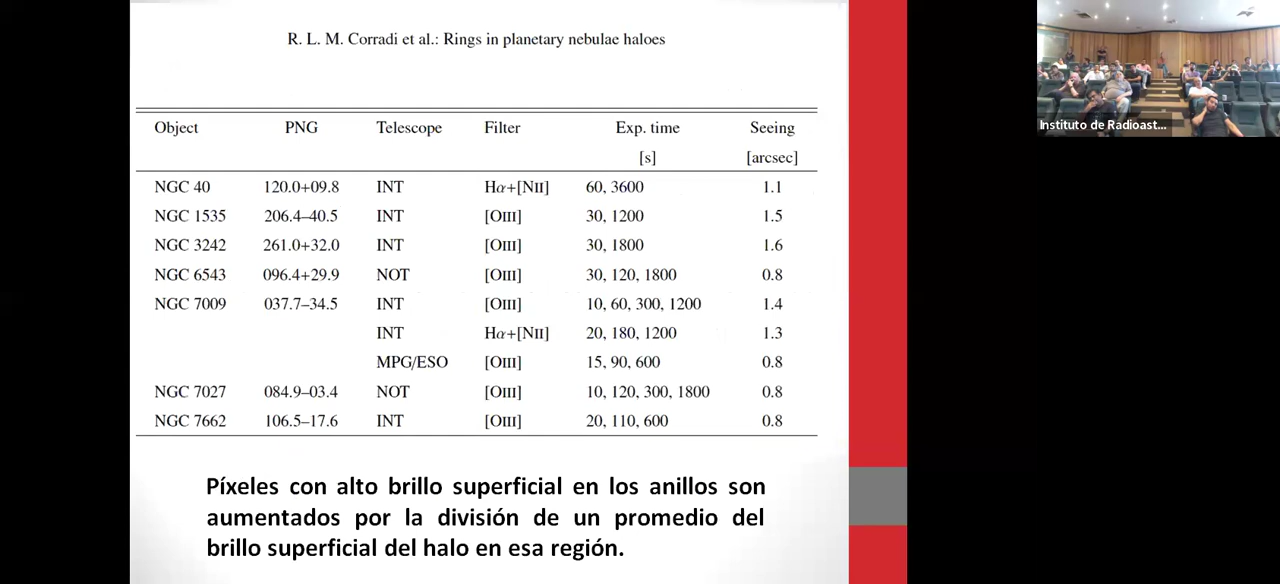 R. L. M. Corradi et al.: Rings in planetary nebulae haloes
Object PNG Telescope Filter Exp. time Seeing
[s] [arcsec]
NGC 40 120.0+09.8 INT Hα+[NII] 60, 3600 1.1
NGC 1535 206.4–40.5 INT [OIII] 30, 1200 1.5
NGC 3242 261.0+32.0 INT [OIII] 30, 1800 1.6
NGC 6543 096.4+29.9 NOT [OIII] 30, 120, 1800 0.8
NGC 7009 037.7–34.5 INT [OIII] 10, 60, 300, 1200 1.4
INT Hα+[NII] 20, 180, 1200 1.3
MPG/ESO [OIII] 15, 90, 600 0.8
NGC 7027 084.9–03.4 NOT [OIII] 10, 120, 300, 1800 0.8
NGC 7662 106.5–17.6 INT [OIII] 20, 110, 600 0.8
Píxeles con alto brillo superficial en los anillos son
aumentados por la división de un promedio del
brillo superficial del halo en esa región.
Instituto de Radioast...